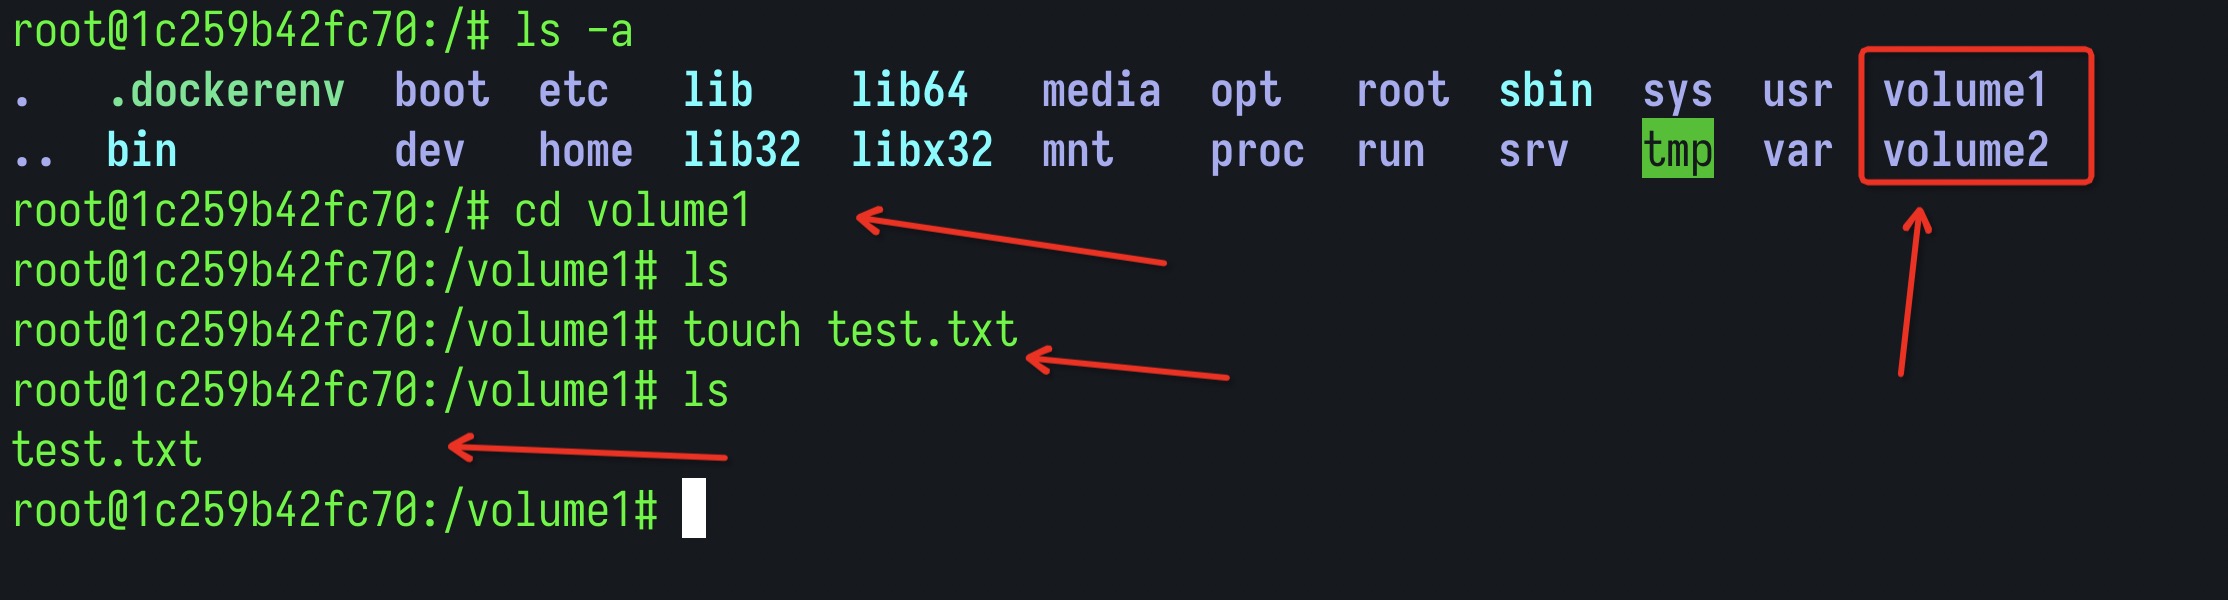 root@1c259b42fc70:/# ls -a
.   .dockerenv  boot  etc   lib    lib64   media  opt   root  sbin  sys  usr  volume1
..  bin         dev   home  lib32  libx32  mnt    proc  run   srv   tmp  var  volume2
root@1c259b42fc70:/# cd volume1
root@1c259b42fc70:/volume1# ls
root@1c259b42fc70:/volume1# touch test.txt
root@1c259b42fc70:/volume1# ls
test.txt
root@1c259b42fc70:/volume1#